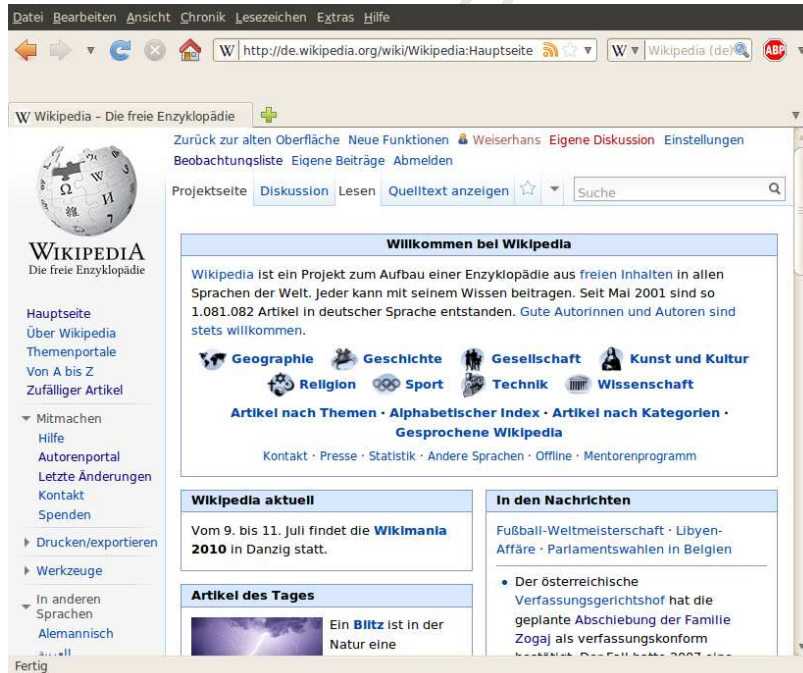 Datei Bearbeiten Ansicht Chronik Lesezeichen Extras Hilfe
http://de.wikipedia.org/wiki/Wikipedia:Hauptseite
Wikipedia (de)
ABP
Wikipedia – Die freie Enzyklopädie
Zurück zur alten Oberfläche Neue Funktionen Weiserhans Eigene Diskussion Einstellungen
Beobachtungsliste Eigene Beiträge Abmelden
Projektseite Diskussion Lesen Quelltext anzeigen
Suche
WIKIPEDIA
Die freie Enzyklopädie
Hauptseite
Über Wikipedia
Themenportale
Von A bis Z
Zufälliger Artikel
Mitmachen
Hilfe
Autorenportal
Letzte Änderungen
Kontakt
Spenden
Drucken/exportieren
Werkzeuge
In anderen
Sprachen
Alemannisch
Willkommen bei Wikipedia
Wikipedia ist ein Projekt zum Aufbau einer Enzyklopädie aus freien Inhalten in allen
Sprachen der Welt. Jeder kann mit seinem Wissen beitragen. Seit Mai 2001 sind so
1.081.082 Artikel in deutscher Sprache entstanden. Gute Autorinnen und Autoren sind
stets willkommen.
Geographie Geschichte Gesellschaft Kunst und Kultur
Religion Sport Technik Wissenschaft
Artikel nach Themen · Alphabetischer Index · Artikel nach Kategorien ·
Gesprochene Wikipedia
Kontakt · Presse · Statistik · Andere Sprachen · Offline · Mentorenprogramm
Wikipedia aktuell
Vom 9. bis 11. Juli findet die Wikimania
2010 in Danzig statt.
Artikel des Tages
Ein Blitz ist in der
Natur eine
In den Nachrichten
Fußball-Weltmeisterschaft · Libyen-
Affäre · Parlamentswahlen in Belgien
• Der österreichische
Verfassungsgerichtshof hat die
geplante Abschiebung der Familie
Zogaj als verfassungskonform
Fertig